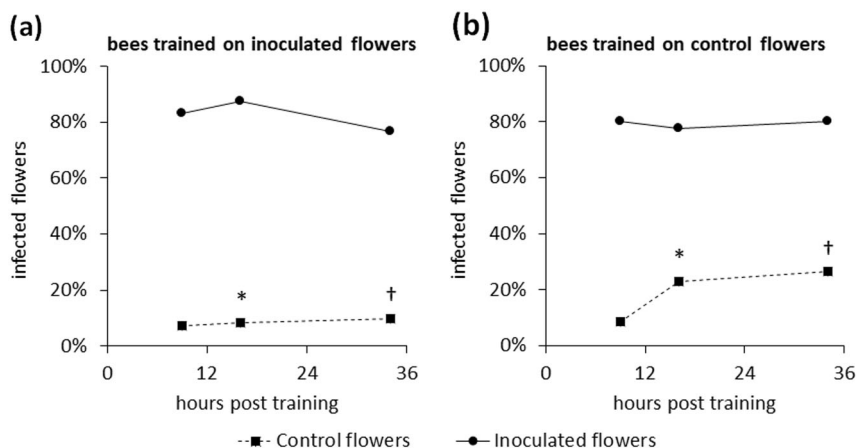 (a)
bees trained on inoculated flowers
100%
80%
60%
40%
20%
0%
infected flowers
*
†
0 12 24 36
hours post training
(b)
bees trained on control flowers
100%
80%
60%
40%
20%
0%
infected flowers
*
†
0 12 24 36
hours post training
Control flowers Inoculated flowers